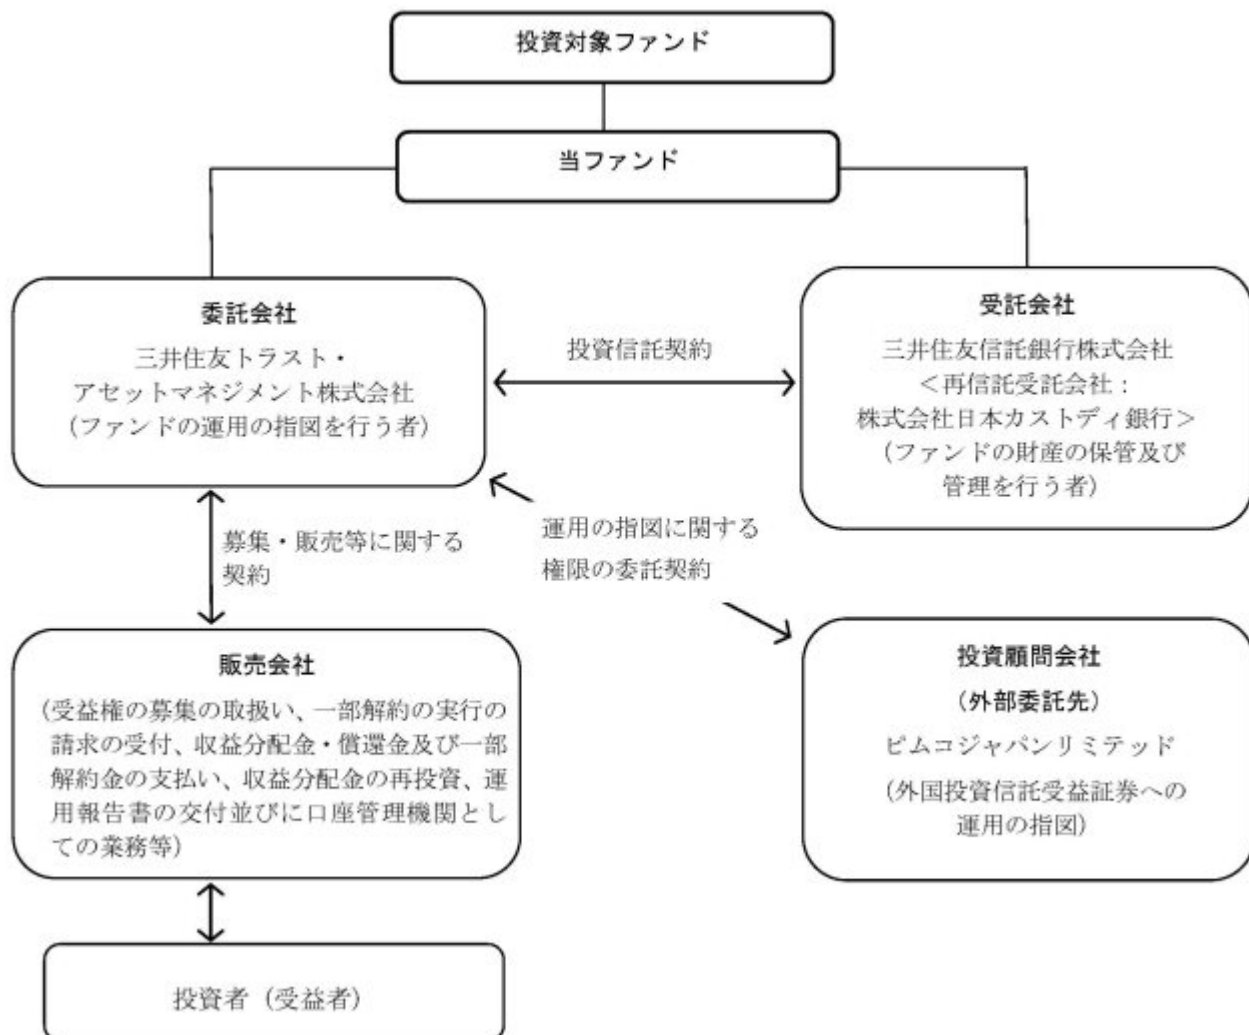 投資対象ファンド
当ファンド
委託会社
三井住友トラスト・
アセットマネジメント株式会社
(ファンドの運用の指図を行う者)
投資信託契約
受託会社
三井住友信託銀行株式会社
<再信託受託会社:
株式会社日本カストディ銀行>
(ファンドの財産の保管及び
管理を行う者)
募集・販売等に関する
契約
運用の指図に関する
権限の委託契約
販売会社
(受益権の募集の取扱い、一部解約の実行の
請求の受付、収益分配金・償還金及び一部
解約金の支払い、収益分配金の再投資、運
用報告書の交付並びに口座管理機関とし
ての業務等)
投資顧問会社
(外部委託先)
ピムコジャパンリミテッド
(外国投資信託受益証券への
運用の指図)
投資者(受益者)